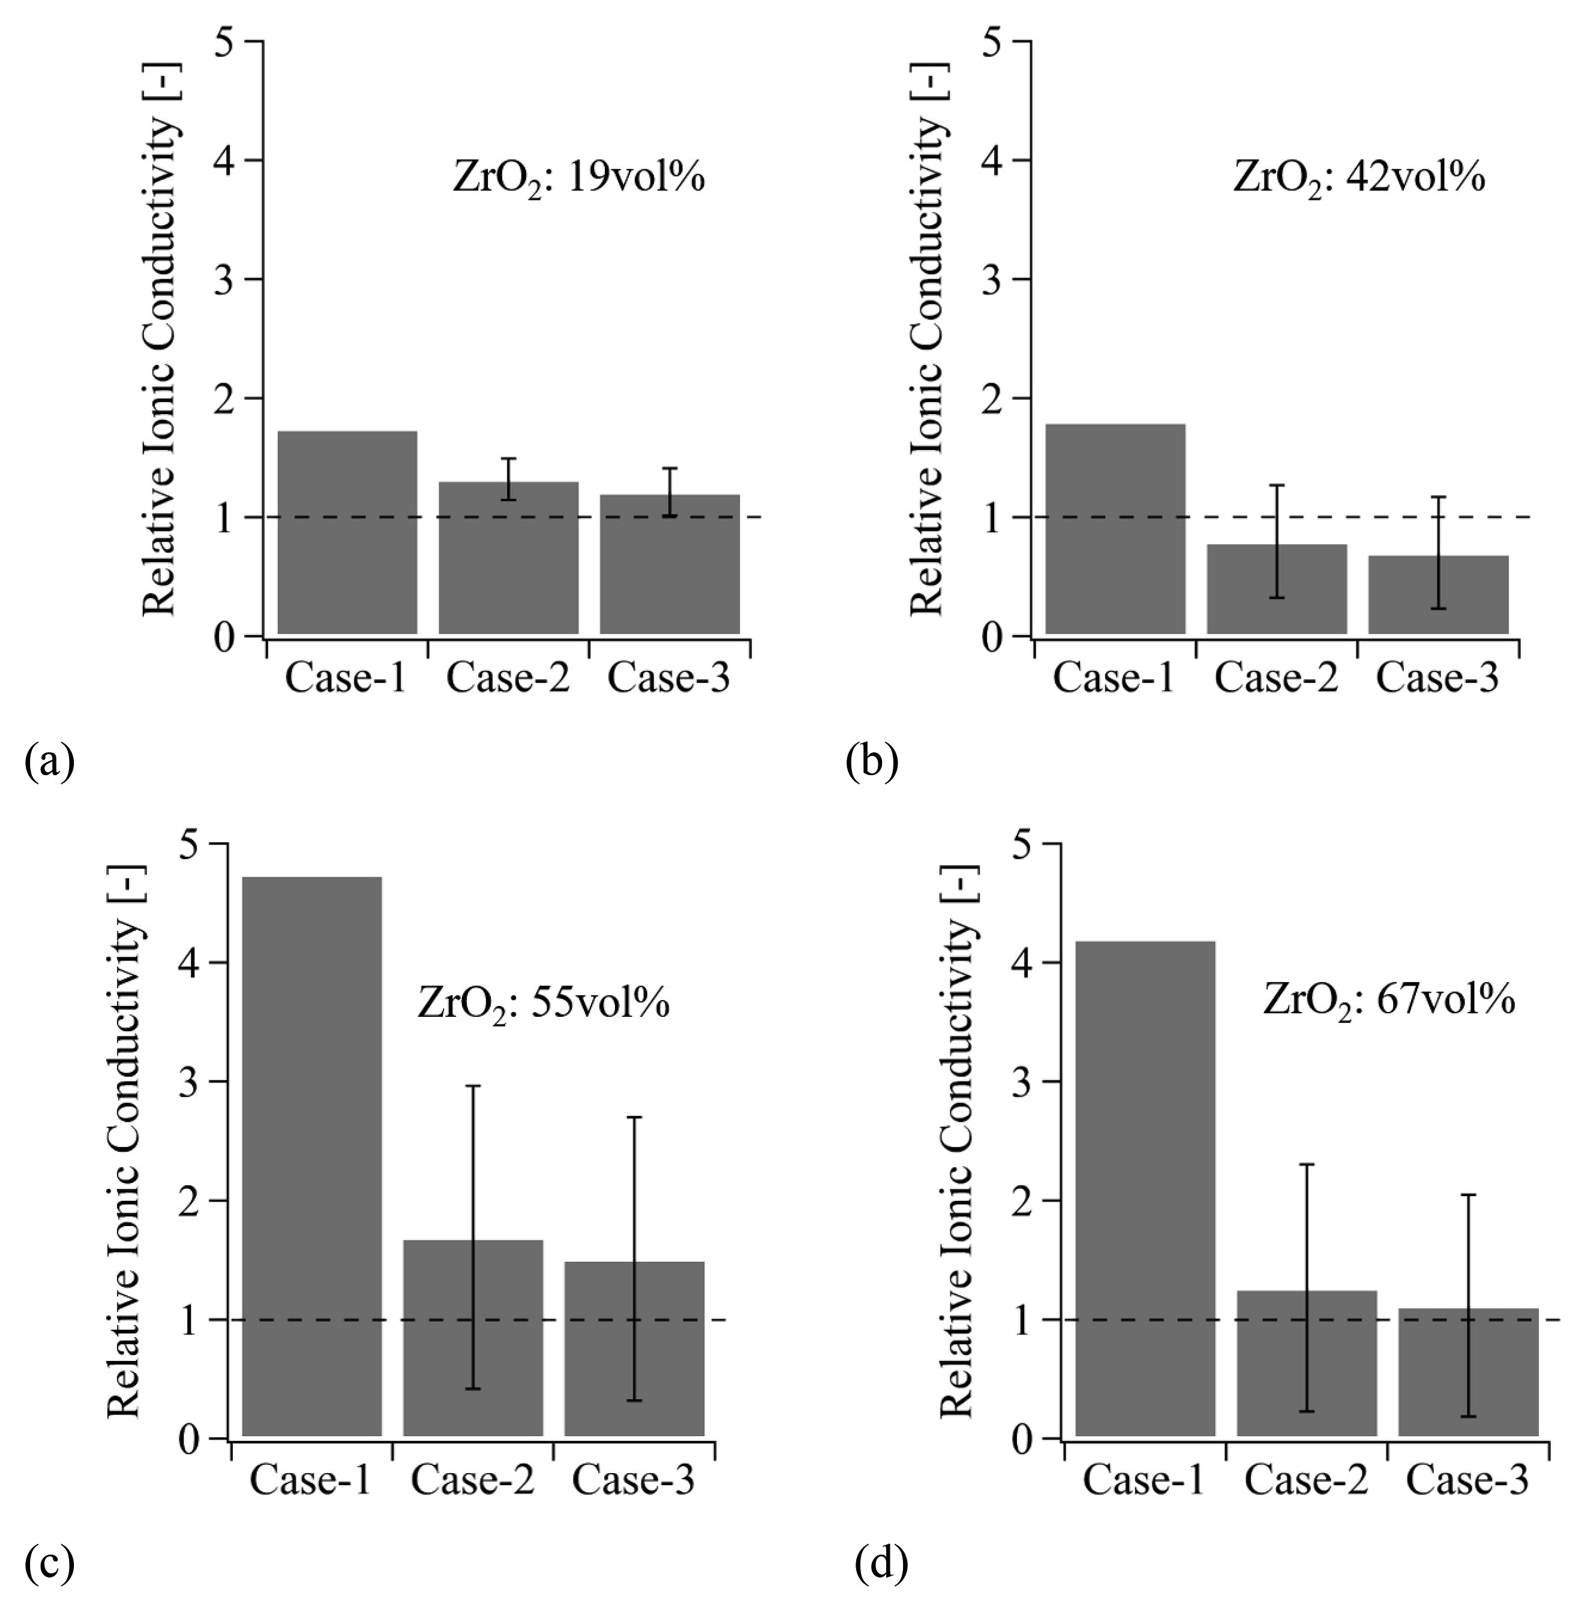 Relative Ionic Conductivity [-]
5
4
3
2
1
0
ZrO₂: 19vol%
Case-1 Case-2 Case-3
(a)
Relative Ionic Conductivity [-]
5
4
3
2
1
0
ZrO₂: 42vol%
Case-1 Case-2 Case-3
(b)
Relative Ionic Conductivity [-]
5
4
3
2
1
0
ZrO₂: 55vol%
Case-1 Case-2 Case-3
(c)
Relative Ionic Conductivity [-]
5
4
3
2
1
0
ZrO₂: 67vol%
Case-1 Case-2 Case-3
(d)